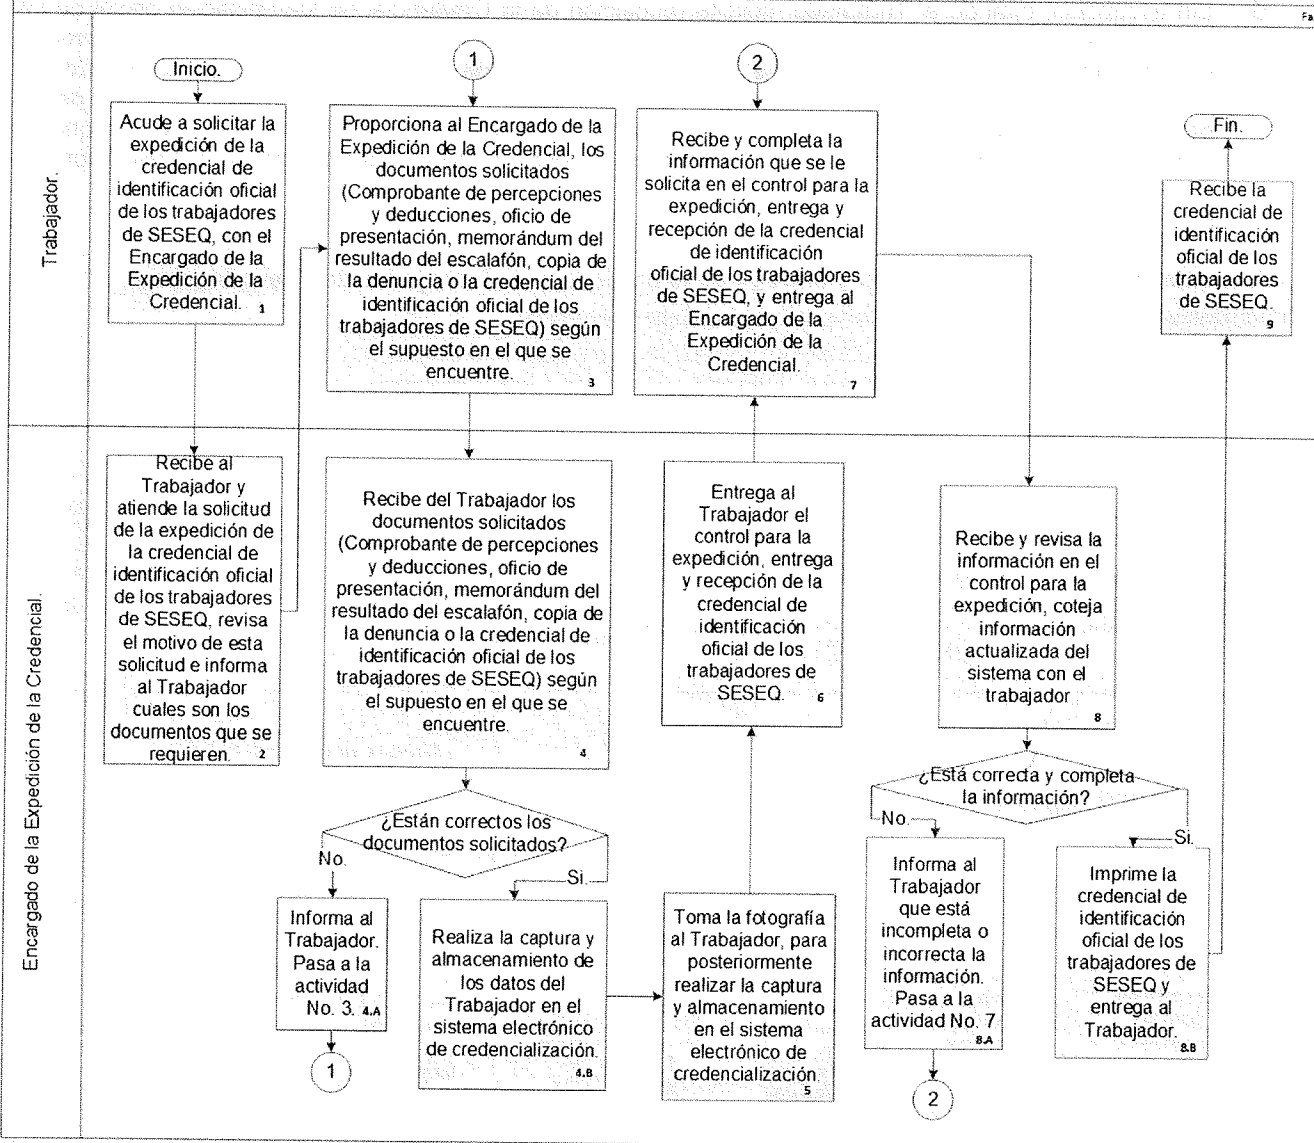 Fa
Trabajador.
Inicio.
Acude a solicitar la
expedición de la
credencial de
identificación oficial
de los trabajadores
de SESEQ, con el
Encargado de la
Expedición de la
Credencial. 1
1
Proporciona al Encargado de la
Expedición de la Credencial, los
documentos solicitados
(Comprobante de percepciones
y deducciones, oficio de
presentación, memorándum del
resultado del escalafón, copia de
la denuncia o la credencial de
identificación oficial de los
trabajadores de SESEQ) según
el supuesto en el que se
encuentre. 3
2
Recibe y completa la
información que se le
solicita en el control para la
expedición, entrega y
recepción de la credencial
de identificación
oficial de los trabajadores
de SESEQ, y entrega al
Encargado de la
Expedición de la
Credencial.
7
Fin.
Recibe la
credencial de
identificación
oficial de los
trabajadores
de SESEQ.
9
Encargado de la Expedición de la Credencial.
Recibe al
Trabajador y
atiende la solicitud
de la expedición de
la credencial de
identificación oficial
de los trabajadores
de SESEQ, revisa
el motivo de esta
solicitud e informa
al Trabajador
cuales son los
documentos que se
requieren. 2
Recibe del Trabajador los
documentos solicitados
(Comprobante de percepciones
y deducciones, oficio de
presentación, memorándum del
resultado del escalafón, copia de
la denuncia o la credencial de
identificación oficial de los
trabajadores de SESEQ) según
el supuesto en el que se
encuentre.
4
¿Están correctos los
documentos solicitados?
No.
Si.
Informa al
Trabajador.
Pasa a la
actividad
No. 3. 4.A
1
Realiza la captura y
almacenamiento de
los datos del
Trabajador en el
sistema electrónico
de credencialización.
4.B
Toma la fotografía
al Trabajador, para
posteriormente
realizar la captura
y almacenamiento
en el sistema
electrónico de
credencialización.
5
Entrega al
Trabajador el
control para la
expedición, entrega
y recepción de la
credencial de
identificación
oficial de los
trabajadores de
SESEQ. 6
Recibe y revisa la
información en el
control para la
expedición, coteja
información
actualizada del
sistema con el
trabajador
8
¿Está correcta y completa
la información?
No.
Si.
Informa al
Trabajador
que está
incompleta o
incorrecta la
información.
Pasa a la
actividad No. 7
8.A
2
Imprime la
credencial de
identificación
oficial de los
trabajadores de
SESEQ y
entrega al
Trabajador.
8.B